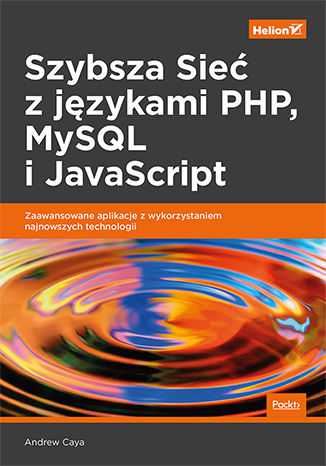 Helion
Szybsza Sieć
z językami PHP,
MySQL
i JavaScript
Zaawansowane aplikacje z wykorzystaniem
najnowszych technologii
Packt>
Andrew Caya